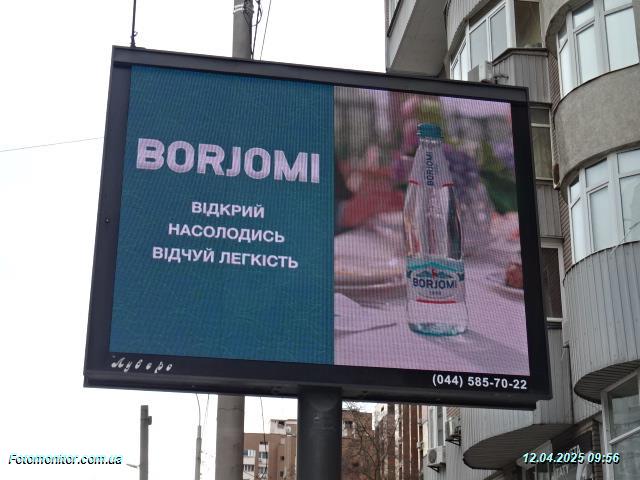 BORJOMI
ВІДКРИЙ
НАСОЛОДИСЬ
ВІДЧУЙ ЛЕГКІСТЬ
BORJOMI
BORJOMI
(044) 585-70-22
Fotomonitor.com.ua
12.04.2025 09:56